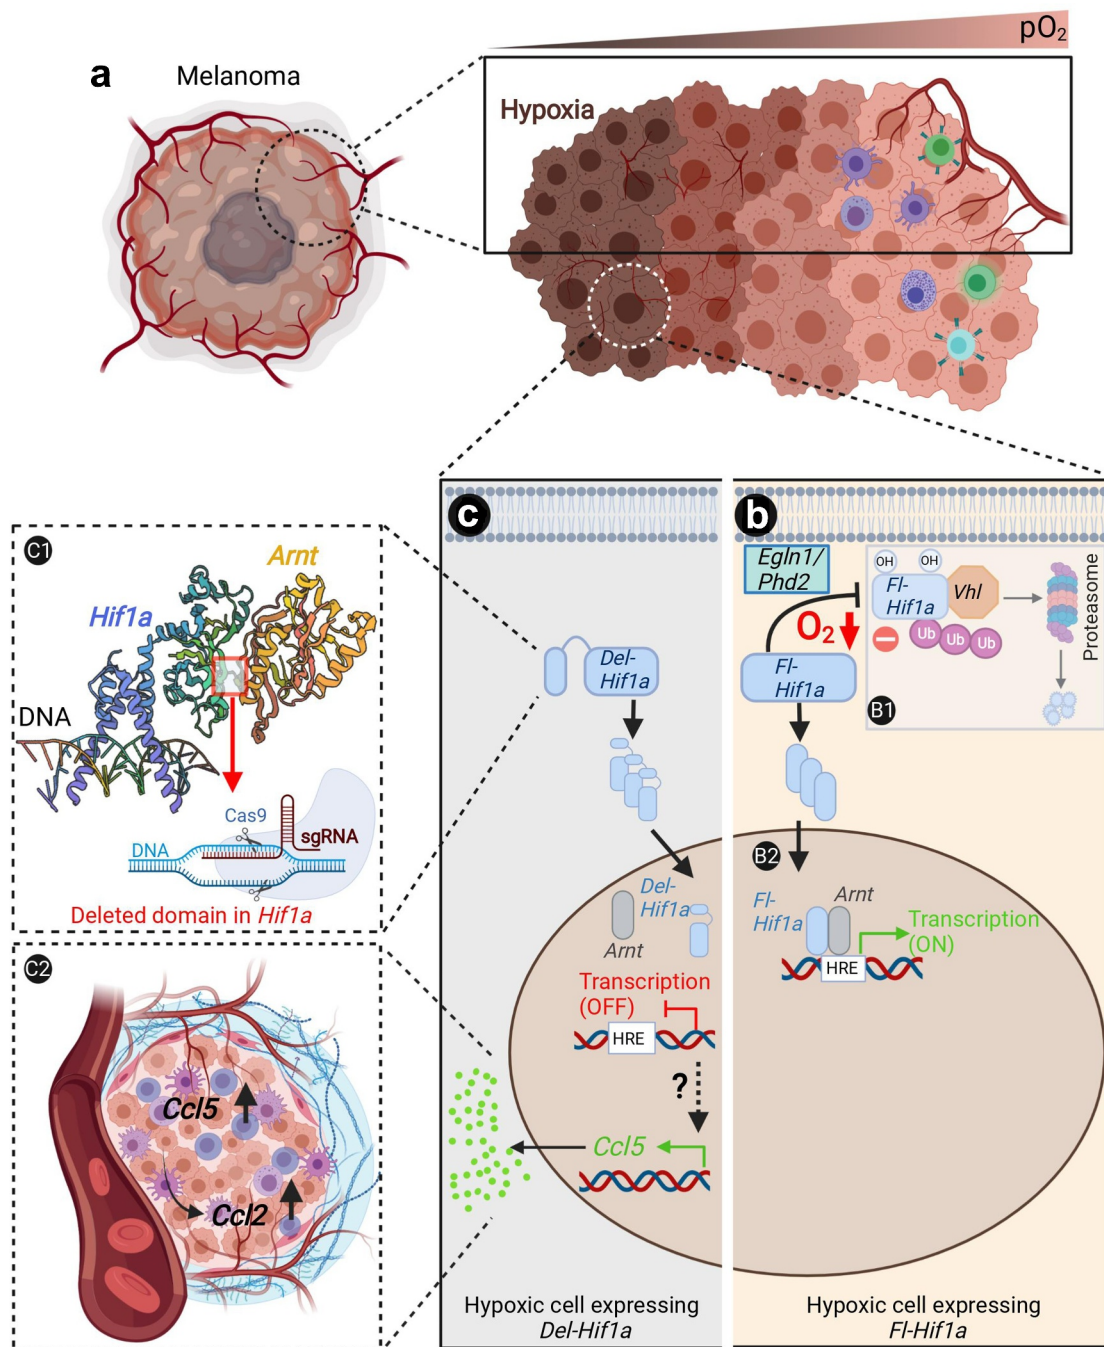 a
Melanoma
pO2
Hypoxia
C1
Hif1a
Arnt
DNA
Cas9
sgRNA
DNA
Deleted domain in Hif1a
C2
Ccl5
Ccl2
c
Del-
Hif1a
Del-
Hif1a
Arnt
Transcription
(OFF)
HRE
?
Ccl5
Hypoxic cell expressing
Del-Hif1a
b
Egln1/
Phd2
O2
Fl-
Hif1a
OH
OH
Fl-
Hif1a
Vhl
Ub
Ub
Ub
Proteasome
B1
B2
Fl-
Hif1a
Arnt
Transcription
(ON)
HRE
Hypoxic cell expressing
Fl-Hif1a